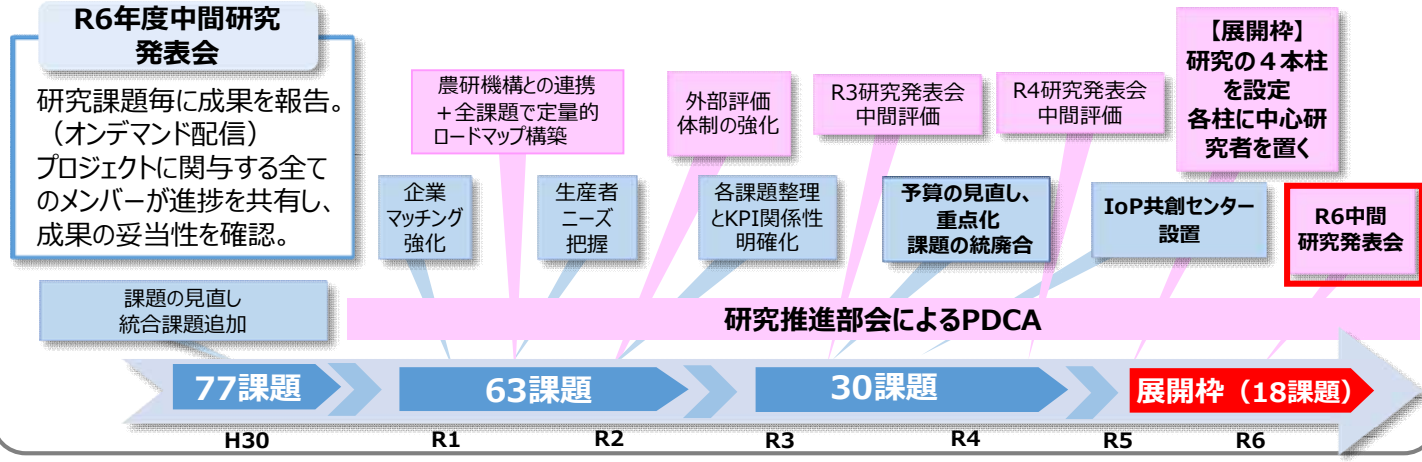 R6年度中間研究
発表会
研究課題毎に成果を報告。
（オンデマンド配信）
プロジェクトに関与する全て
のメンバーが進捗を共有し、
成果の妥当性を確認。
農研機構との連携
＋全課題で定量的
ロードマップ構築
外部評価
体制の強化
R3研究発表会
中間評価
R4研究発表会
中間評価
【展開枠】
研究の４本柱
を設定
各柱に中心研
究者を置く
企業
マッチング
強化
生産者
ニーズ
把握
各課題整理
とKPI関係性
明確化
予算の見直し、
重点化
課題の統廃合
IoP共創センター
設置
R6中間
研究発表会
課題の見直し
統合課題追加
研究推進部会によるPDCA
77課題
63課題
30課題
展開枠（18課題）
H30
R1
R2
R3
R4
R5
R6